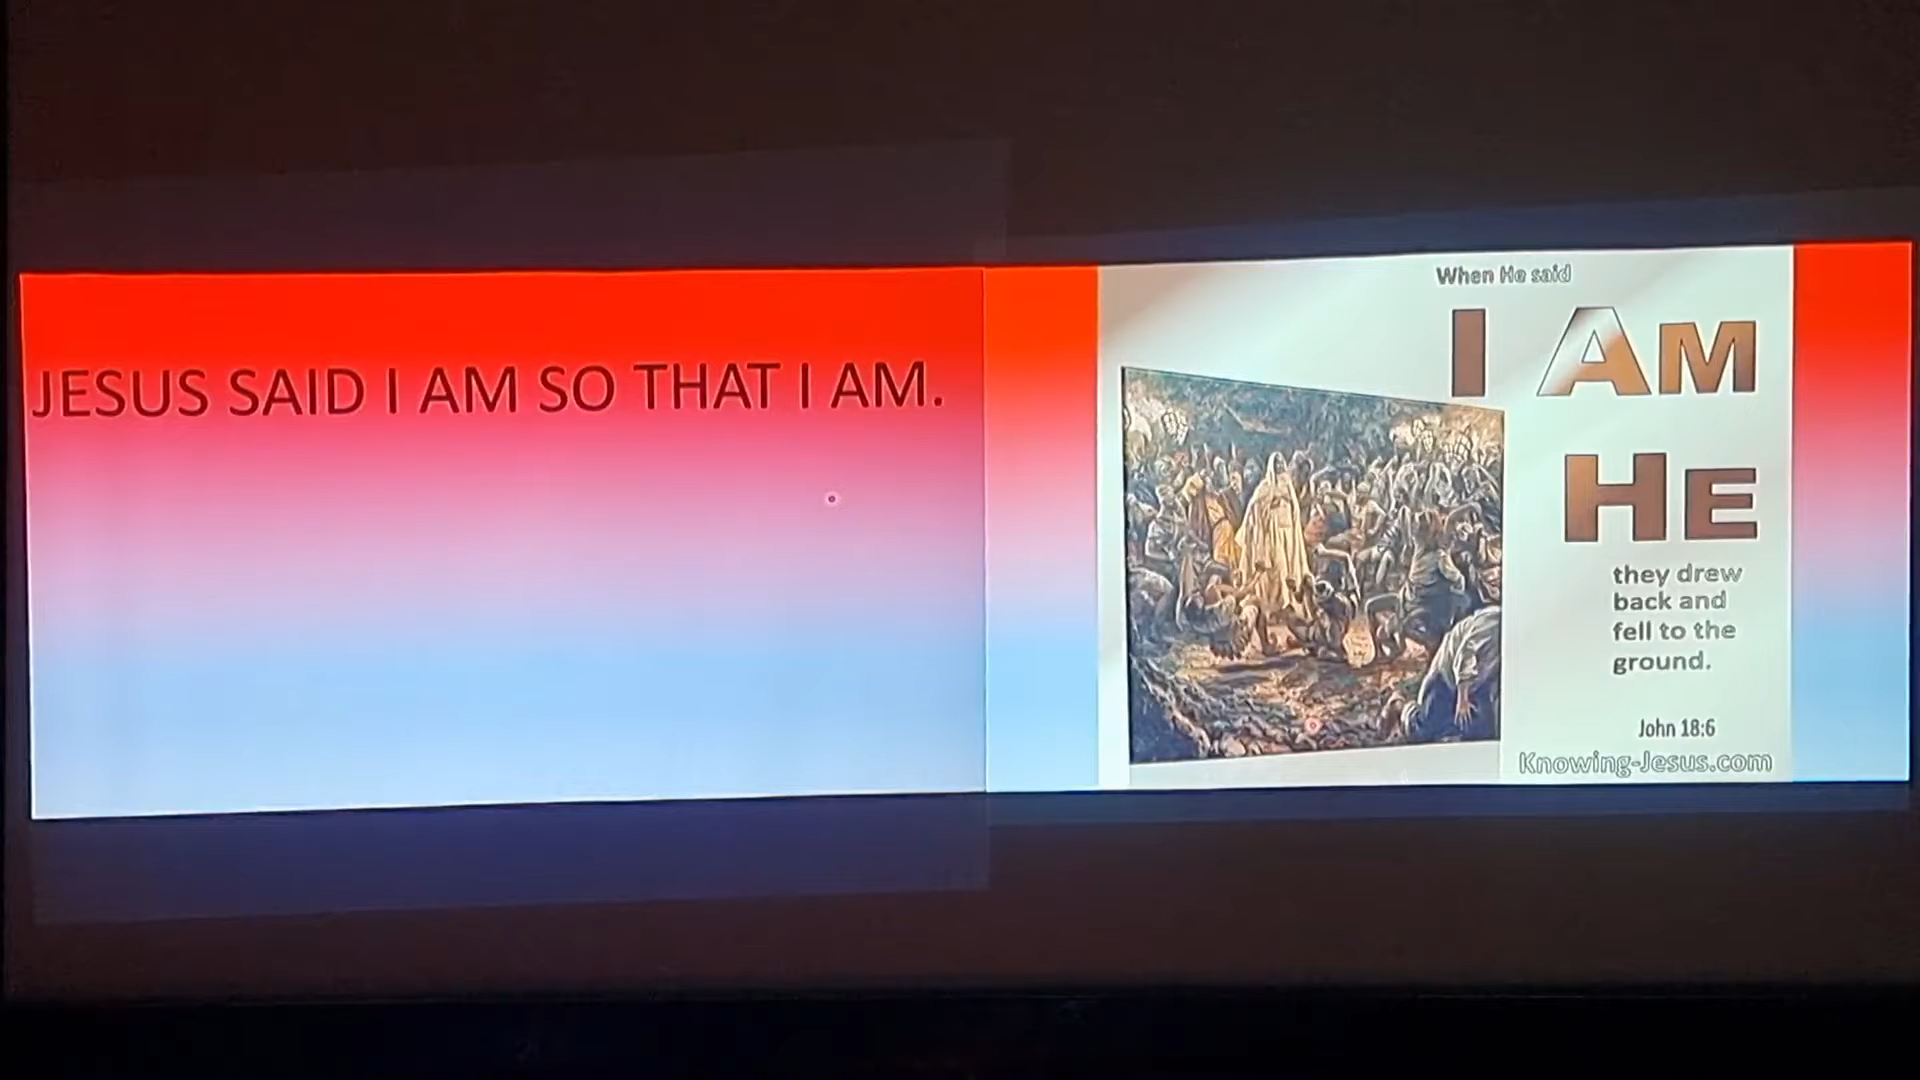 JESUS SAID I AM SO THAT I AM.
When He said
I AM
HE
they drew
back and
fell to the
ground.
John 18:6
Knowing-Jesus.com